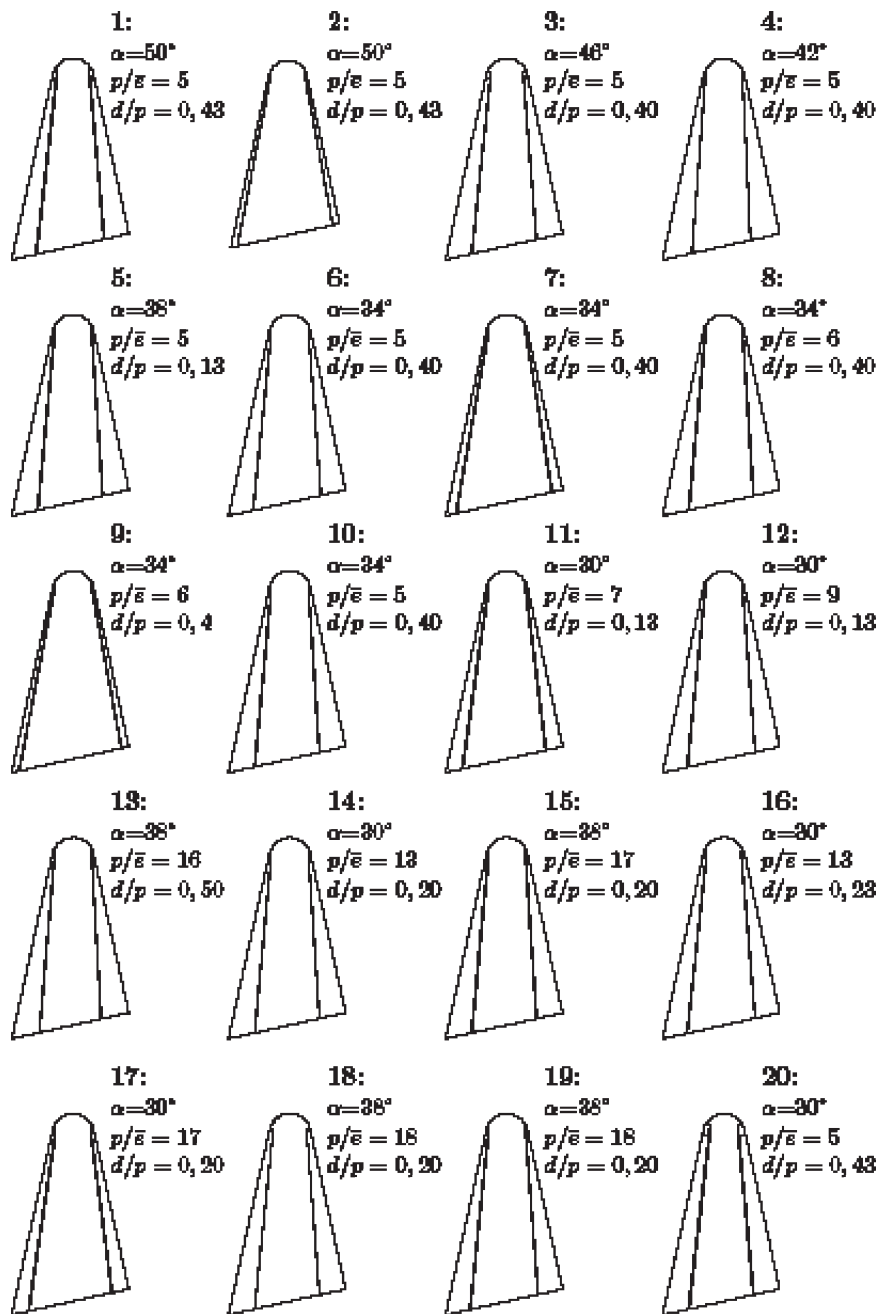 1:
α=50°
p/ē = 5
d/p = 0, 43
2:
α=50°
p/ē = 5
d/p = 0, 43
3:
α=46°
p/ē = 5
d/p = 0, 40
4:
α=42°
p/ē = 5
d/p = 0, 40
5:
α=38°
p/ē = 5
d/p = 0, 13
6:
α=34°
p/ē = 5
d/p = 0, 40
7:
α=34°
p/ē = 5
d/p = 0, 40
8:
α=34°
p/ē = 6
d/p = 0, 40
9:
α=34°
p/ē = 6
d/p = 0, 4
10:
α=34°
p/ē = 5
d/p = 0, 40
11:
α=30°
p/ē = 7
d/p = 0, 13
12:
α=30°
p/ē = 9
d/p = 0, 13
13:
α=38°
p/ē = 16
d/p = 0, 50
14:
α=30°
p/ē = 13
d/p = 0, 20
15:
α=38°
p/ē = 17
d/p = 0, 20
16:
α=30°
p/ē = 13
d/p = 0, 23
17:
α=30°
p/ē = 17
d/p = 0, 20
18:
α=38°
p/ē = 18
d/p = 0, 20
19:
α=38°
p/ē = 18
d/p = 0, 20
20:
α=30°
p/ē = 5
d/p = 0, 43